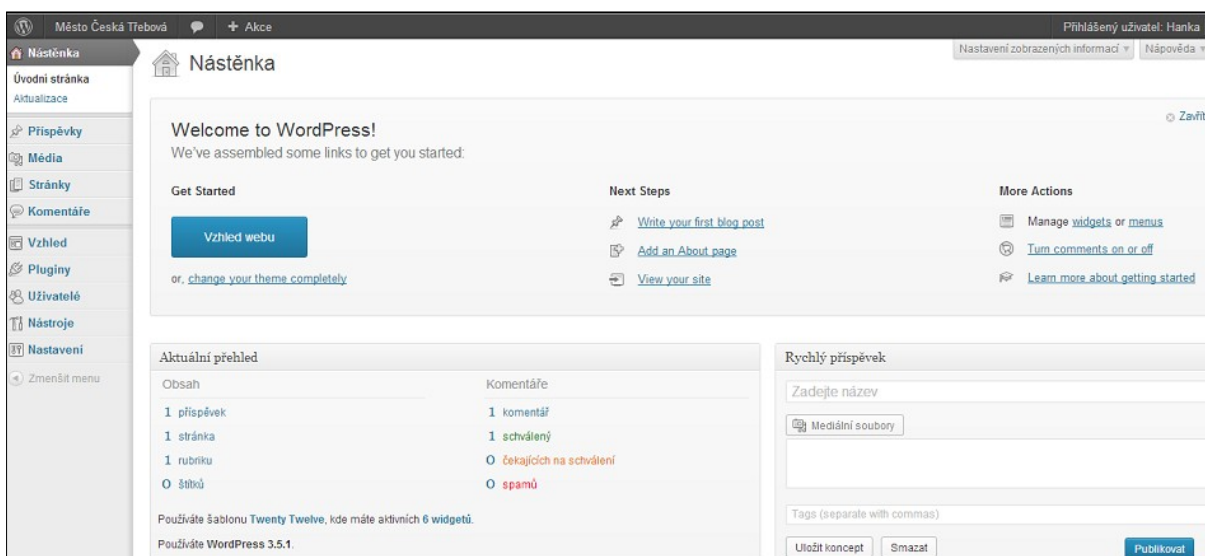 Město Česká Třebová + Akce Přihlášený uživatel: Hanka
Nástěnka
Úvodní stránka
Aktualizace
Příspěvky
Média
Stránky
Komentáře
Vzhled
Pluginy
Uživatelé
Nástroje
Nastavení
Zmenšit menu
Nastavení zobrazených informací Nápověda
Nástěnka
Zavřít
Welcome to WordPress!
We've assembled some links to get you started:
Get Started
Vzhled webu
or, change your theme completely
Next Steps
Write your first blog post
Add an About page
View your site
More Actions
Manage widgets or menus
Turn comments on or off
Learn more about getting started
Aktuální přehled
Obsah
1 příspěvek
1 stránka
1 rubriku
0 štítků
Komentáře
1 komentář
1 schválený
0 čekajících na schválení
0 spamů
Používáte šablonu Twenty Twelve, kde máte aktivních 6 widgetů.
Používáte WordPress 3.5.1.
Rychlý příspěvek
Zadejte název
Mediální soubory
Tags (separate with commas)
Uložit koncept Smazat Publikovat